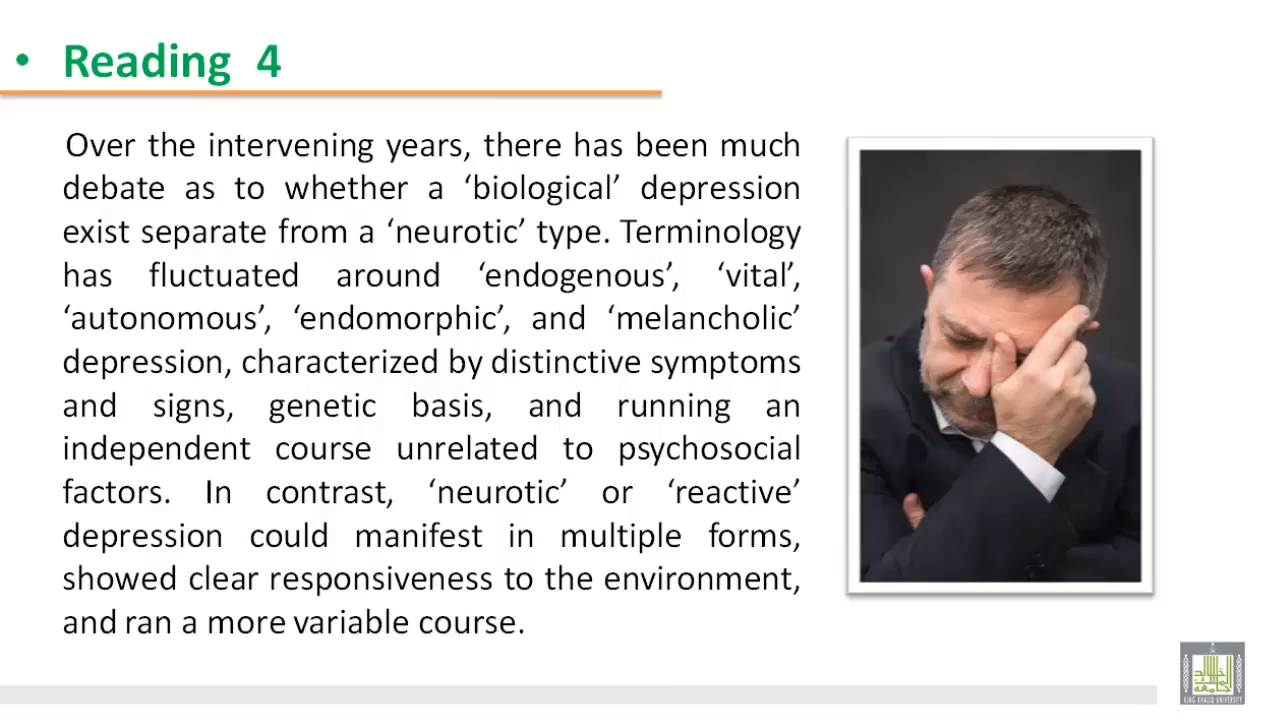 • Reading 4
Over the intervening years, there has been much
debate as to whether a ‘biological’ depression
exist separate from a ‘neurotic’ type. Terminology
has fluctuated around ‘endogenous’, ‘vital’,
‘autonomous’, ‘endomorphic’, and ‘melancholic’
depression, characterized by distinctive symptoms
and signs, genetic basis, and running an
independent course unrelated to psychosocial
factors. In contrast, ‘neurotic’ or ‘reactive’
depression could manifest in multiple forms,
showed clear responsiveness to the environment,
and ran a more variable course.
KING KHALID UNIVERSITY